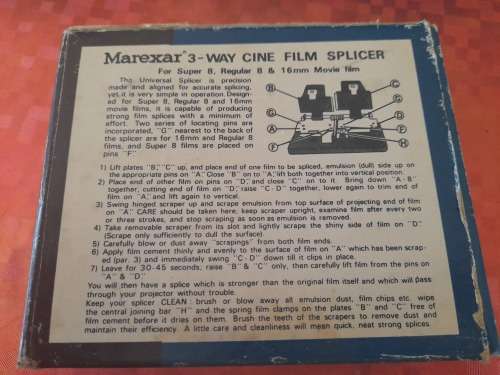 Marexar® 3-WAY CINE FILM SPLICER
For Super 8, Regular 8 & 16mm Movie film
The Universal Splicer is precision
made and aligned for accurate splicing,
yet it is very simple in operation. Design-
ed for Super 8, Regular 8 and 16mm
movie films, it is capable of producing
strong film splices with a minimum of
effort. Two series of locating pins are
incorporated, "G" nearest to the back of
the splicer are for 16mm and Regular 8
films, and Super 8 films are placed on
pins "F".
B
C
G
G
D
A
A
H
F
F
1) Lift plates "B," "C" up, and place end of one film to be spliced, emulsion (dull) side up on
the appropriate pins on "A." Close "B" on to "A," lift both together into vertical position.
2) Place end of other film on pins "D", and close "C" on to it. Bring down "A-B"
together, cutting end of film on "D," raise "C-D" together, lower again to trim end of
film on "A", and lift again to vertical.
3) Swing hinged scraper up and scrape emulsion from top surface of projecting end of film
on "A" CARE should be taken here, keep scraper upright, examine film after every two
or three strokes, and stop scraping as soon as emulsion is removed.
4) Take removable scraper from its slot and lightly scrape the shiny side of film on "D."
(Scrape only sufficiently to dull the surface)
5) Carefully blow or dust away "scrapings" from both film ends.
6) Apply film cement thinly and evenly to the surface of film on "A" which has been scrap-
ed (par. 3) and immediately swing "C-D" down till it clips in place.
7) Leave for 30-45 seconds, raise "B" & "C" only, then carefully lift film from the pins on
"A" & "D"
You will then have a splice which is stronger than the original film itself and which will pass
through your projector without trouble.
Keep your splicer CLEAN: brush or blow away all emulsion dust, film chips etc. wipe
the central joining bar "H" and the spring film clamps on the plates "B" and "C" free of
film cement before it dries on them. Brush the teeth of the scrapers to remove dust and
maintain their efficiency. A little care and cleanliness will mean quick, neat strong splices.